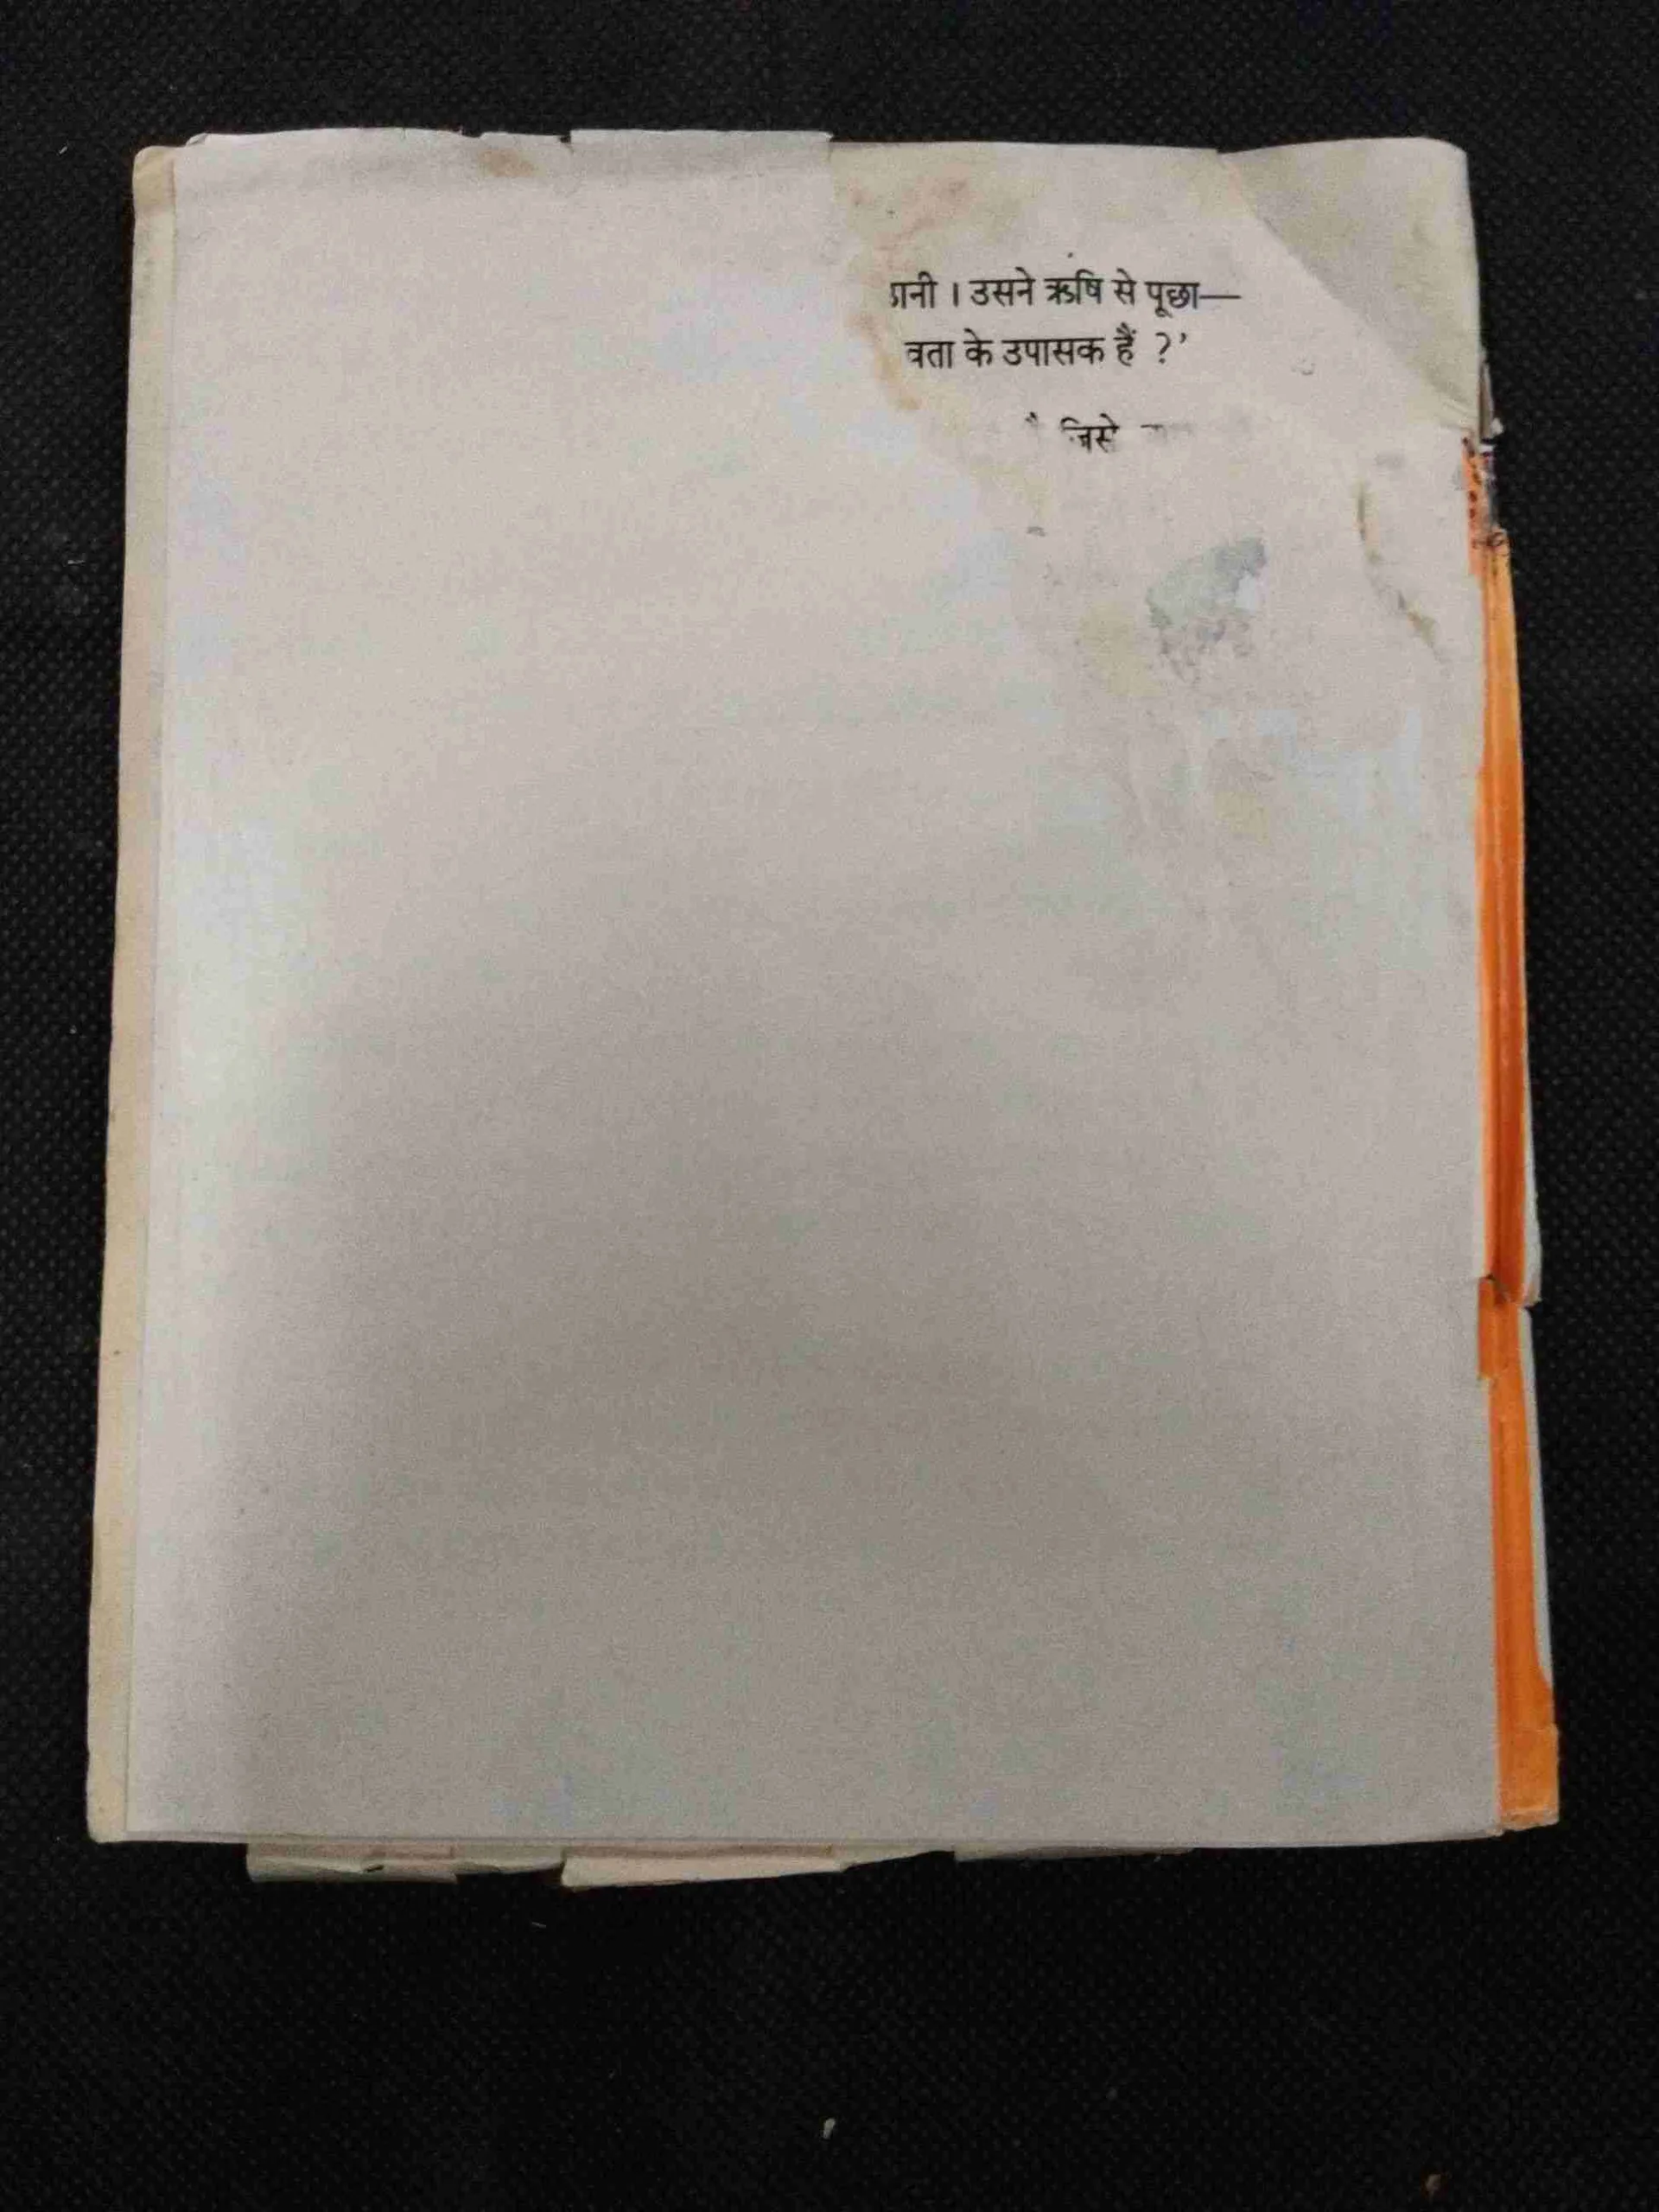 ानी । उसने ऋषि से पूछा—
वता के उपासक हैं ?’
जिसे